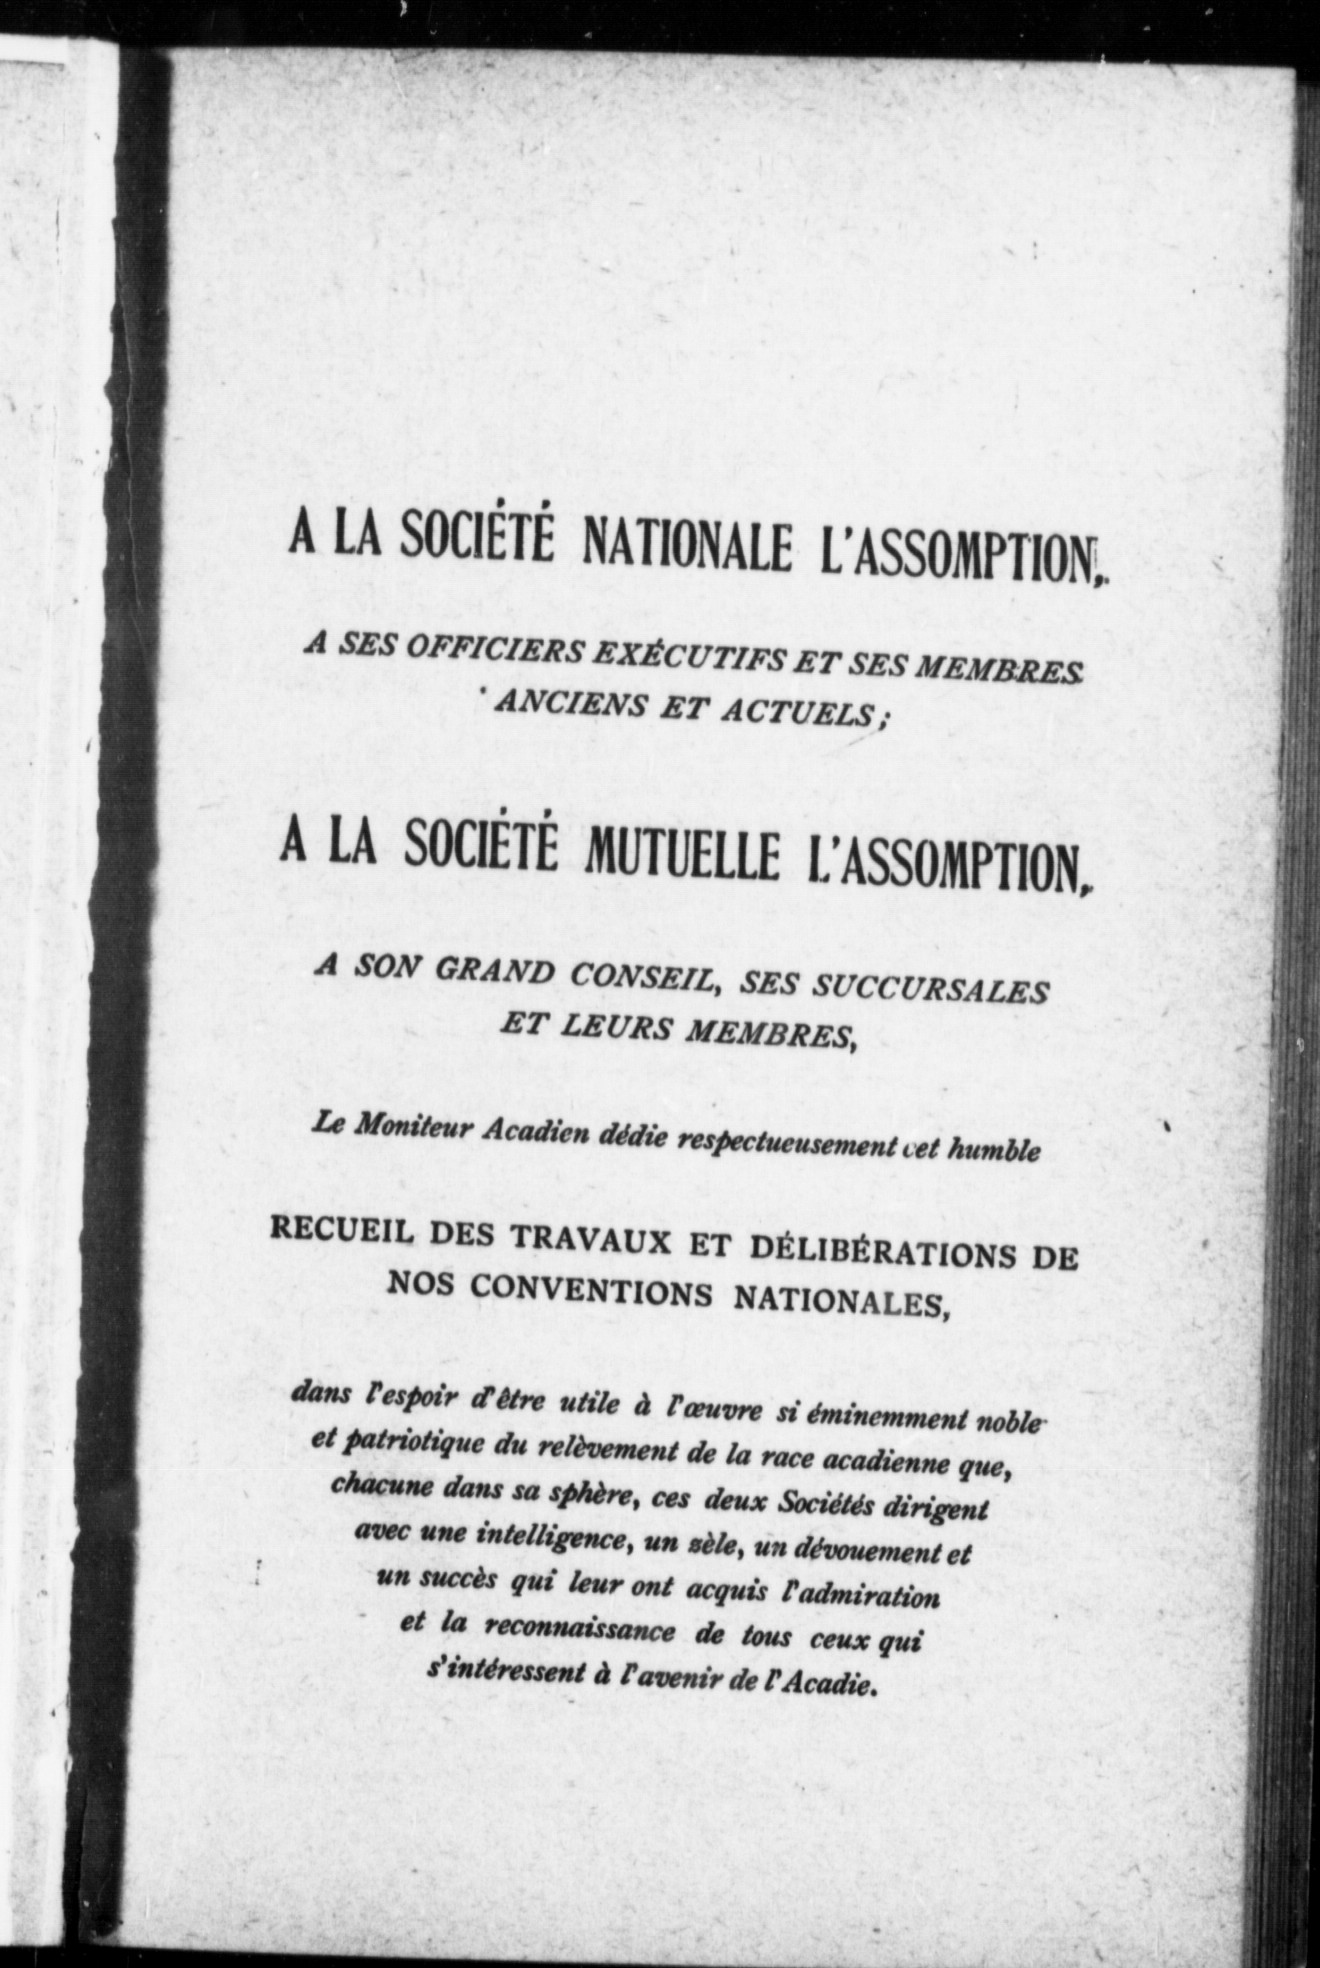 A LA SOCIÉTÉ NATIONALE L'ASSOMPTION,
A SES OFFICIERS EXÉCUTIFS ET SES MEMBRES
ANCIENS ET ACTUELS;
A LA SOCIÉTÉ MUTUELLE L'ASSOMPTION,
A SON GRAND CONSEIL, SES SUCCURSALES
ET LEURS MEMBRES,
Le Moniteur Acadien dédie respectueusement cet humble
RECUEIL DES TRAVAUX ET DÉLIBÉRATIONS DE
NOS CONVENTIONS NATIONALES,
dans l'espoir d'être utile à l'œuvre si éminemment noble
et patriotique du relèvement de la race acadienne que,
chacune dans sa sphère, ces deux Sociétés dirigent
avec une intelligence, un zèle, un dévouement et
un succès qui leur ont acquis l'admiration
et la reconnaissance de tous ceux qui
s'intéressent à l'avenir de l'Acadie.